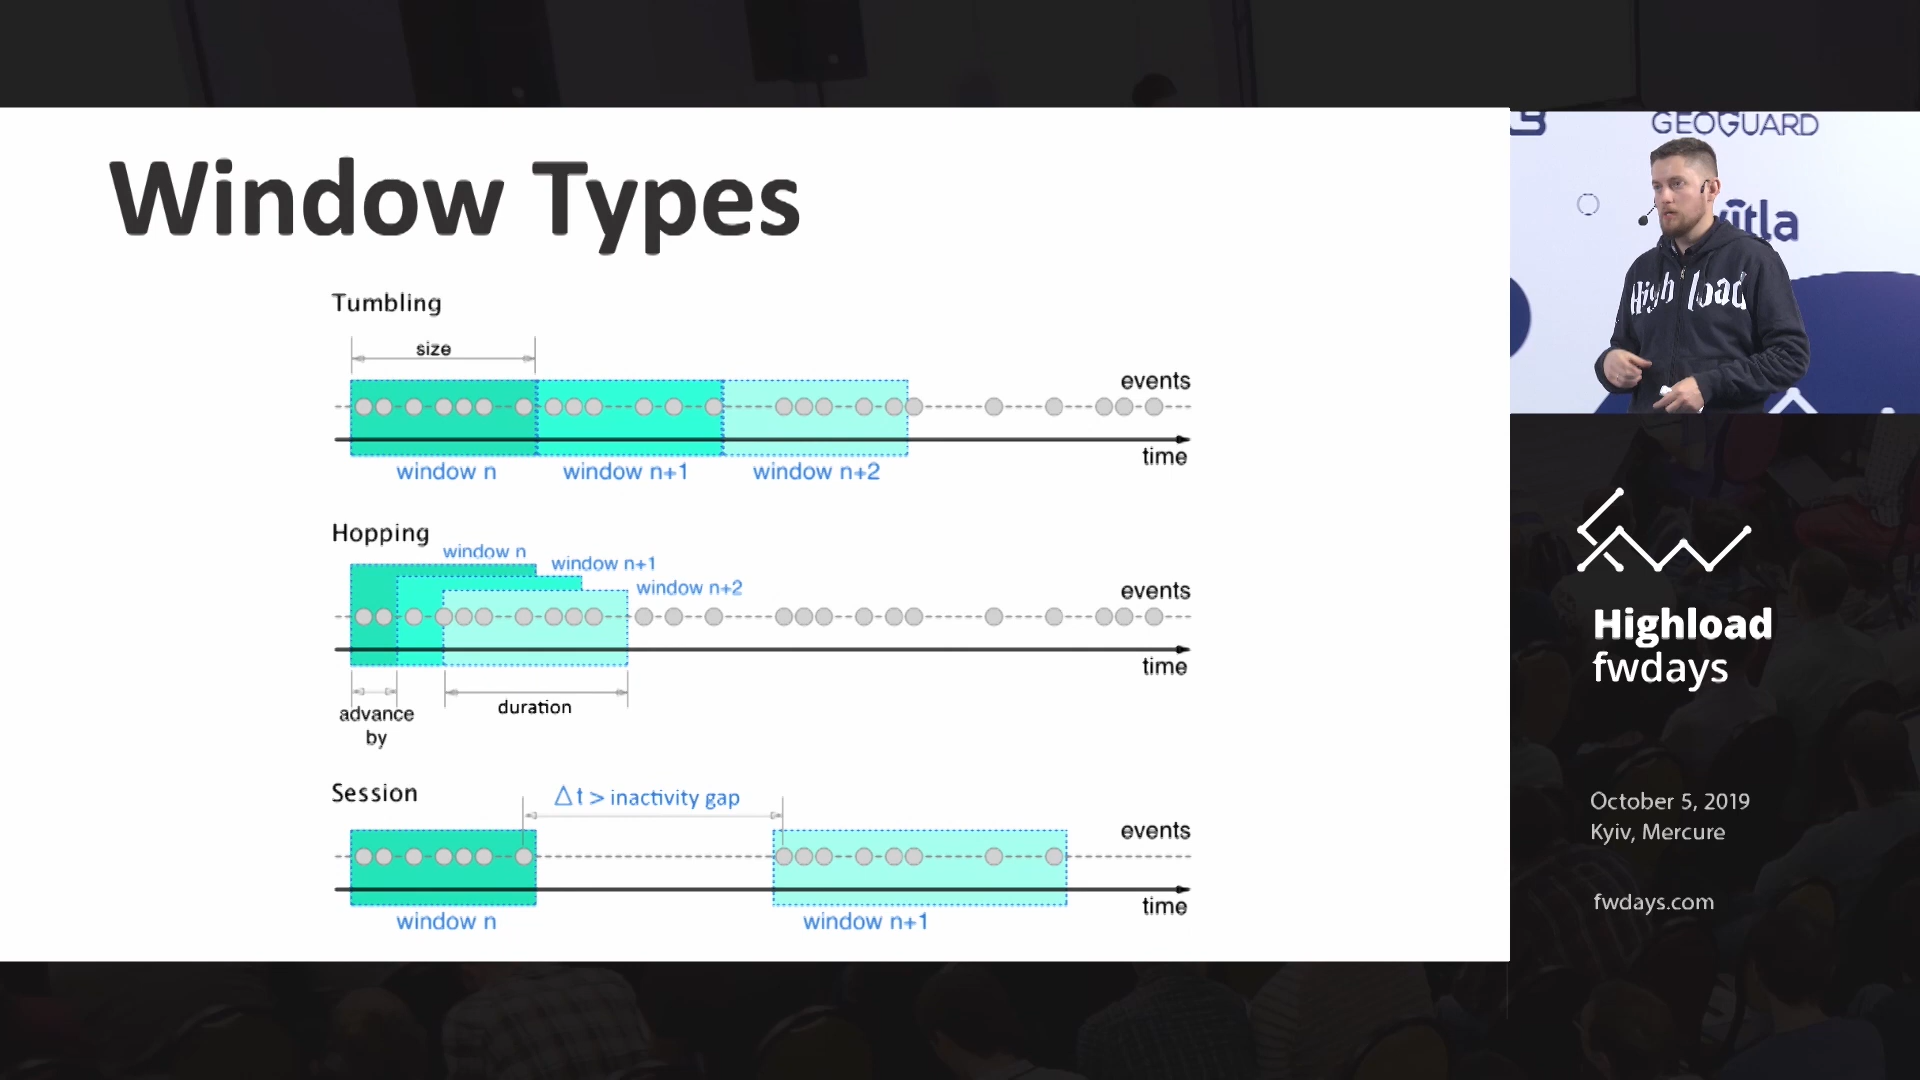 Window Types
Tumbling
size
events
time
window n
window n+1
window n+2
Hopping
window n
window n+1
window n+2
events
time
advance
by
duration
Session
Δt > inactivity gap
events
time
window n
window n+1
GEOGUARD
High load
Highload
fwdays
October 5, 2019
Kyiv, Mercure
fwdays.com